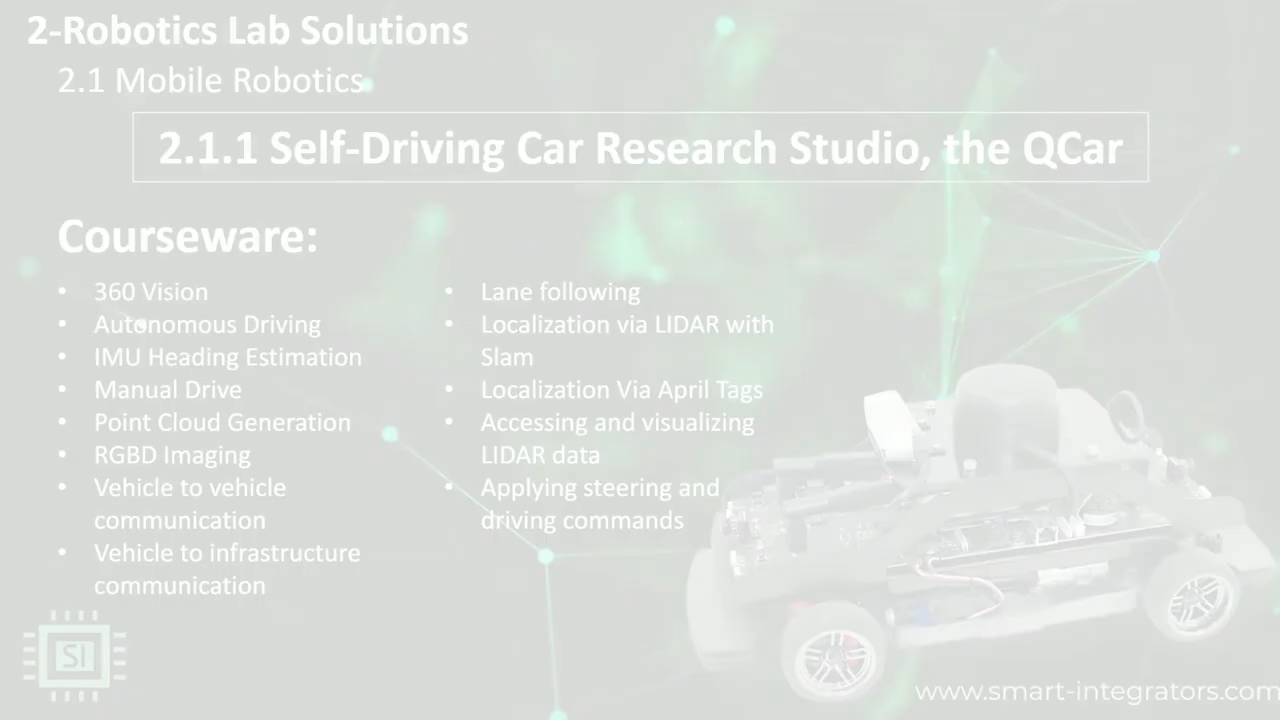 2-Robotics Lab Solutions
2.1 Mobile Robotics
2.1.1 Self-Driving Car Research Studio, the QCar
Courseware:
• 360 Vision
• Autonomous Driving
• IMU Heading Estimation
• Manual Drive
• Point Cloud Generation
• RGBD Imaging
• Vehicle to vehicle
communication
• Vehicle to infrastructure
communication
• Lane following
• Localization via LIDAR with
Slam
• Localization Via April Tags
• Accessing and visualizing
LIDAR data
• Applying steering and
driving commands
SI
www.smart-integrators.com